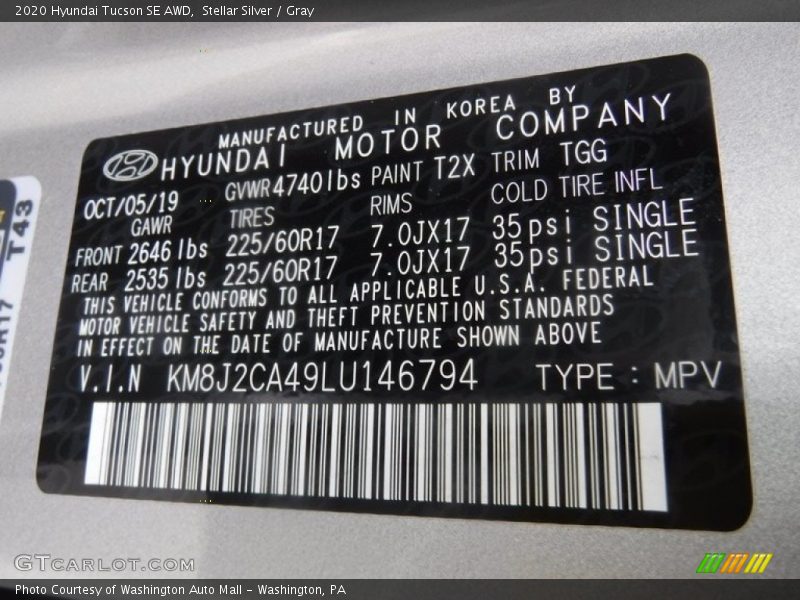 2020 Hyundai Tucson SE AWD, Stellar Silver / Gray
MANUFACTURED IN KOREA BY
HYUNDAI MOTOR COMPANY
OCT/05/19 GVWR4740lbs PAINT T2X TRIM TGG
GAWR TIRES RIMS COLD TIRE INFL
FRONT 2646 lbs 225/60R17 7.0JX17 35psi SINGLE
REAR 2535 lbs 225/60R17 7.0JX17 35psi SINGLE
THIS VEHICLE CONFORMS TO ALL APPLICABLE U.S.A. FEDERAL
MOTOR VEHICLE SAFETY AND THEFT PREVENTION STANDARDS
IN EFFECT ON THE DATE OF MANUFACTURE SHOWN ABOVE
V.I.N KM8J2CA49LU146794 TYPE : MPV
T43
GTCARLOT.COM
Photo Courtesy of Washington Auto Mall - Washington, PA